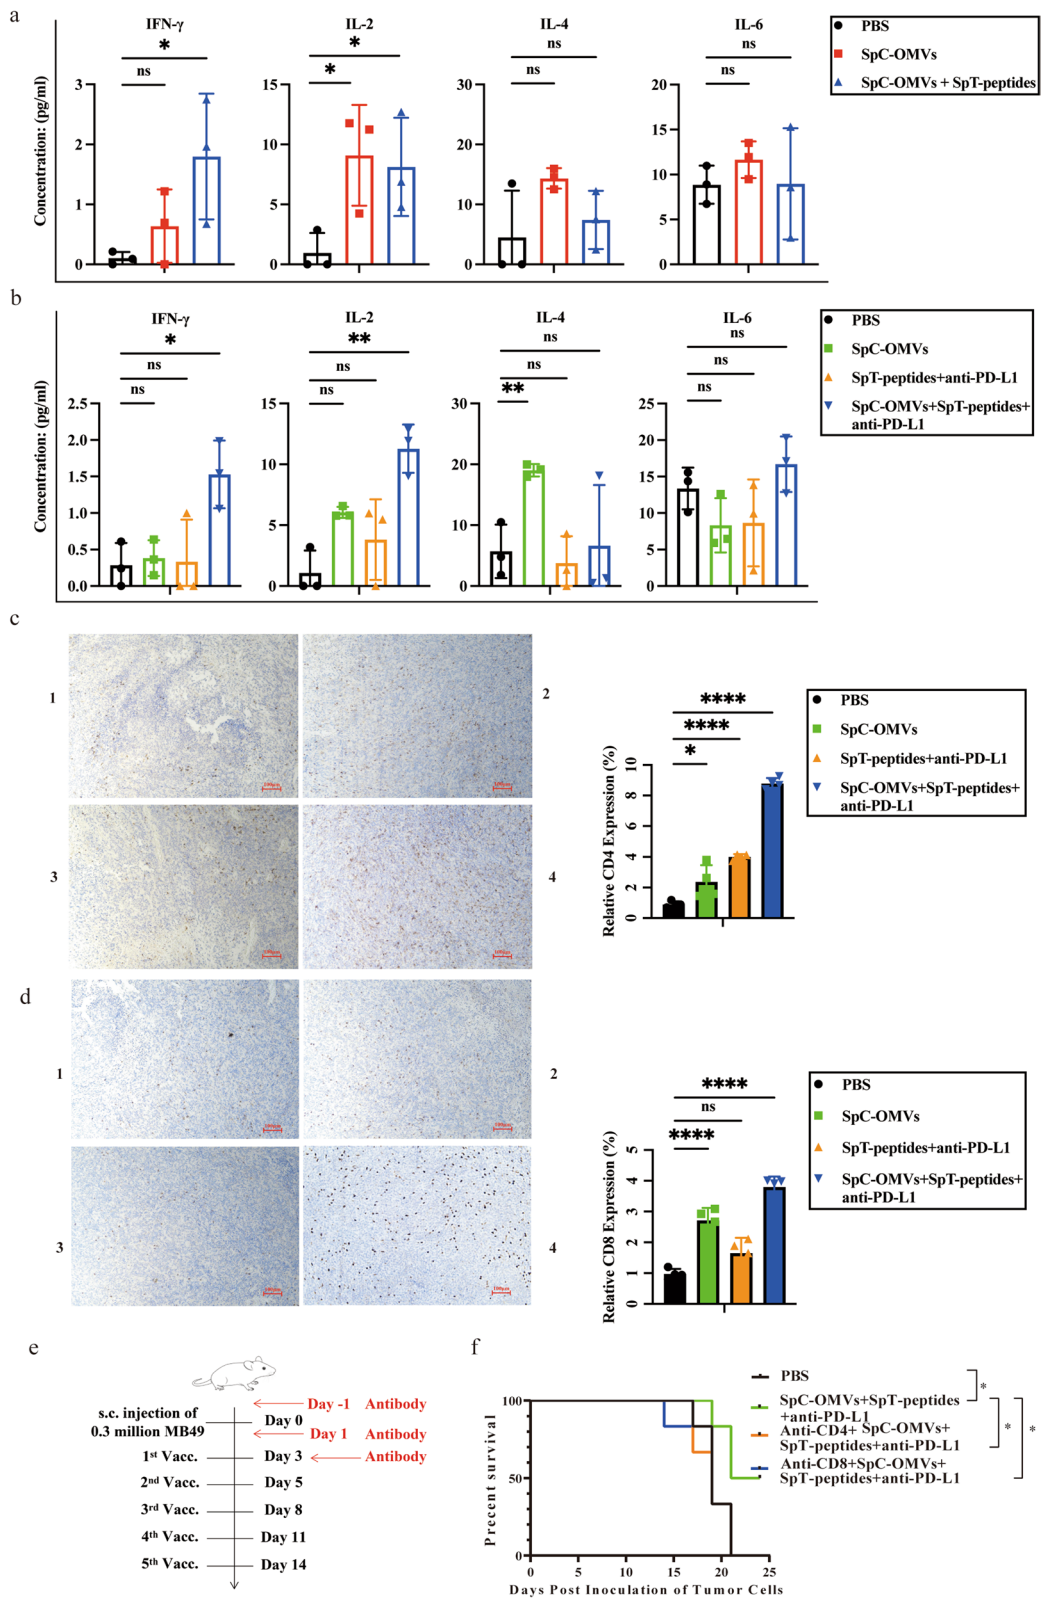 a
IFN-γ
IL-2
IL-4
IL-6
PBS
SpC-OMVs
SpC-OMVs + SpT-peptides
*
ns
*
*
ns
ns
ns
ns
Concentration: (pg/ml)
3
2
1
0
15
10
5
0
30
20
10
0
20
15
10
5
0
b
IFN-γ
IL-2
IL-4
IL-6
PBS
SpC-OMVs
SpT-peptides+anti-PD-L1
SpC-OMVs+SpT-peptides+
anti-PD-L1
*
ns
ns
**
ns
ns
ns
ns
**
ns
ns
ns
Concentration: (pg/ml)
2.5
2.0
1.5
1.0
0.5
0.0
15
10
5
0
30
20
10
0
25
20
15
10
5
0
c
1
2
3
4
100μm
100μm
100μm
100μm
****
****
*
Relative CD4 Expression (%)
10
8
6
4
2
0
PBS
SpC-OMVs
SpT-peptides+anti-PD-L1
SpC-OMVs+SpT-peptides+
anti-PD-L1
d
1
2
3
4
100μm
100μm
100μm
100μm
****
ns
****
Relative CD8 Expression (%)
5
4
3
2
1
0
PBS
SpC-OMVs
SpT-peptides+anti-PD-L1
SpC-OMVs+SpT-peptides+
anti-PD-L1
e
Day -1 Antibody
s.c. injection of
0.3 million MB49
Day 0
Day 1 Antibody
1st Vacc. Day 3 Antibody
2nd Vacc. Day 5
3rd Vacc. Day 8
4th Vacc. Day 11
5th Vacc. Day 14
f
Precent survival
100
50
0
0 5 10 15 20 25
Days Post Inoculation of Tumor Cells
PBS
SpC-OMVs+SpT-peptides
+anti-PD-L1
Anti-CD4+ SpC-OMVs+
SpT-peptides+anti-PD-L1
Anti-CD8+SpC-OMVs+
SpT-peptides+anti-PD-L1
*
*
*